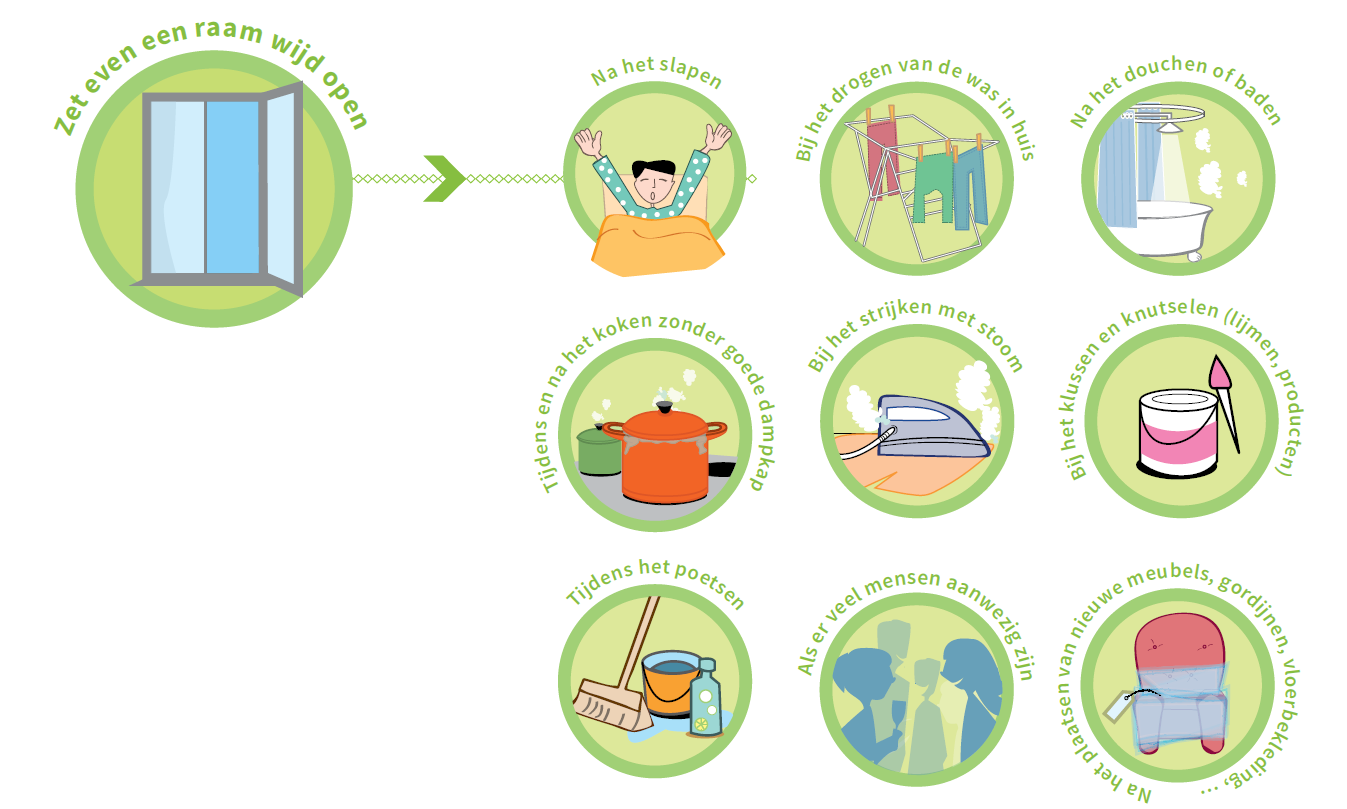 Zet even een raam wijd open
Na het slapen
Bij het drogen van de was in huis
Na het douchen of baden
Tijdens en na het koken zonder goede dampkap
Bij het strijken met stoom
Bij het klussen en knutselen (lijmen, producten)
Tijdens het poetsen
Als er veel mensen aanwezig zijn
Na het plaatsen van nieuwe meubels, gordijnen, vloerbekleding, ...